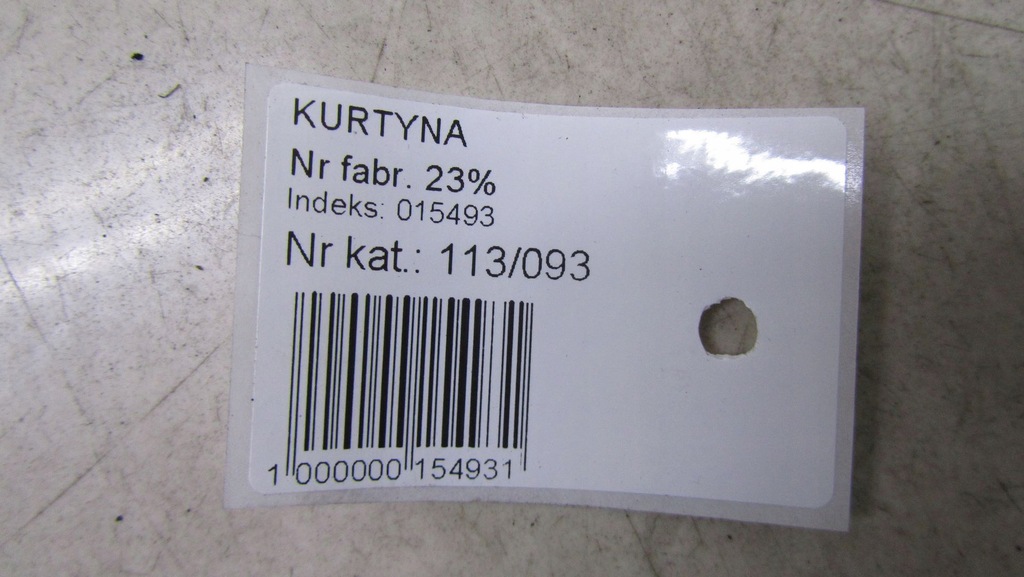 KURTYNA
Nr fabr. 23%
Indeks: 015493
Nr kat.: 113/093
1 000000 154931